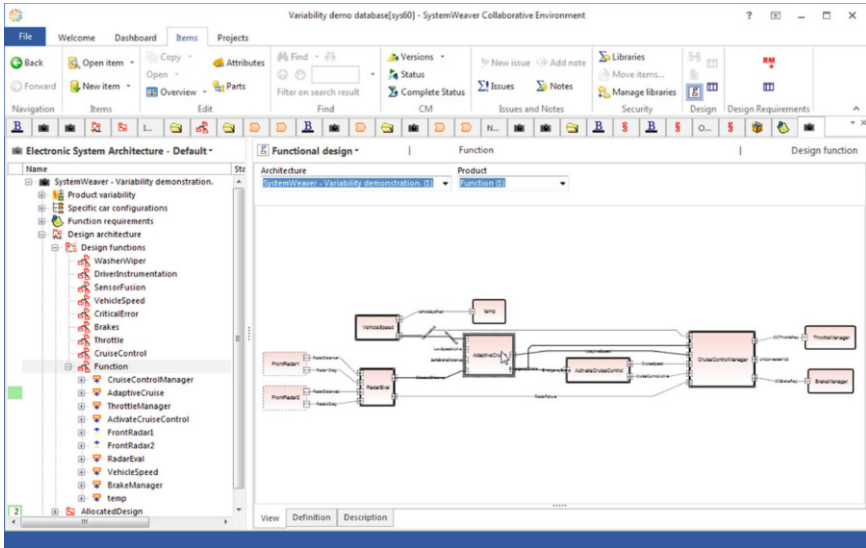 Variability demo database[sys60] - SystemWeaver Collaborative Environment
File Welcome Dashboard Items Projects
Back
Forward
Navigation
Open item
New item
Items
Copy
Open
Overview
Attributes
Parts
Edit
Find
Filter on search result
Find
Versions
Status
Complete Status
CM
New issue Add note
Issues Notes
Issues and Notes
Libraries
Move items...
Manage libraries
Security
Design
RM
Design Requirements
Electronic System Architecture - Default
Name Sta
SystemWeaver - Variability demonstration.
Product variability
Specific car configurations
Function requirements
Design architecture
Design functions
WasherWiper
DriverInstrumentation
SensorFusion
VehicleSpeed
CriticalError
Brakes
Throttle
CruiseControl
Function
CruiseControlManager
AdaptiveCruise
ThrottleManager
ActivateCruiseControl
FrontRadar1
FrontRadar2
RadarEval
VehicleSpeed
BrakeManager
temp
2 AllocatedDesign
Functional design | Function | Design function
Architecture Product
SystemWeaver - Variability demonstration. (1) Function (1)
temp
VehicleSpeed
ThrottleManager
AdaptiveCruise
CruiseControlManager
FrontRadar1
ActivateCruiseControl
RadarEval
BrakeManager
FrontRadar2
View Definition Description